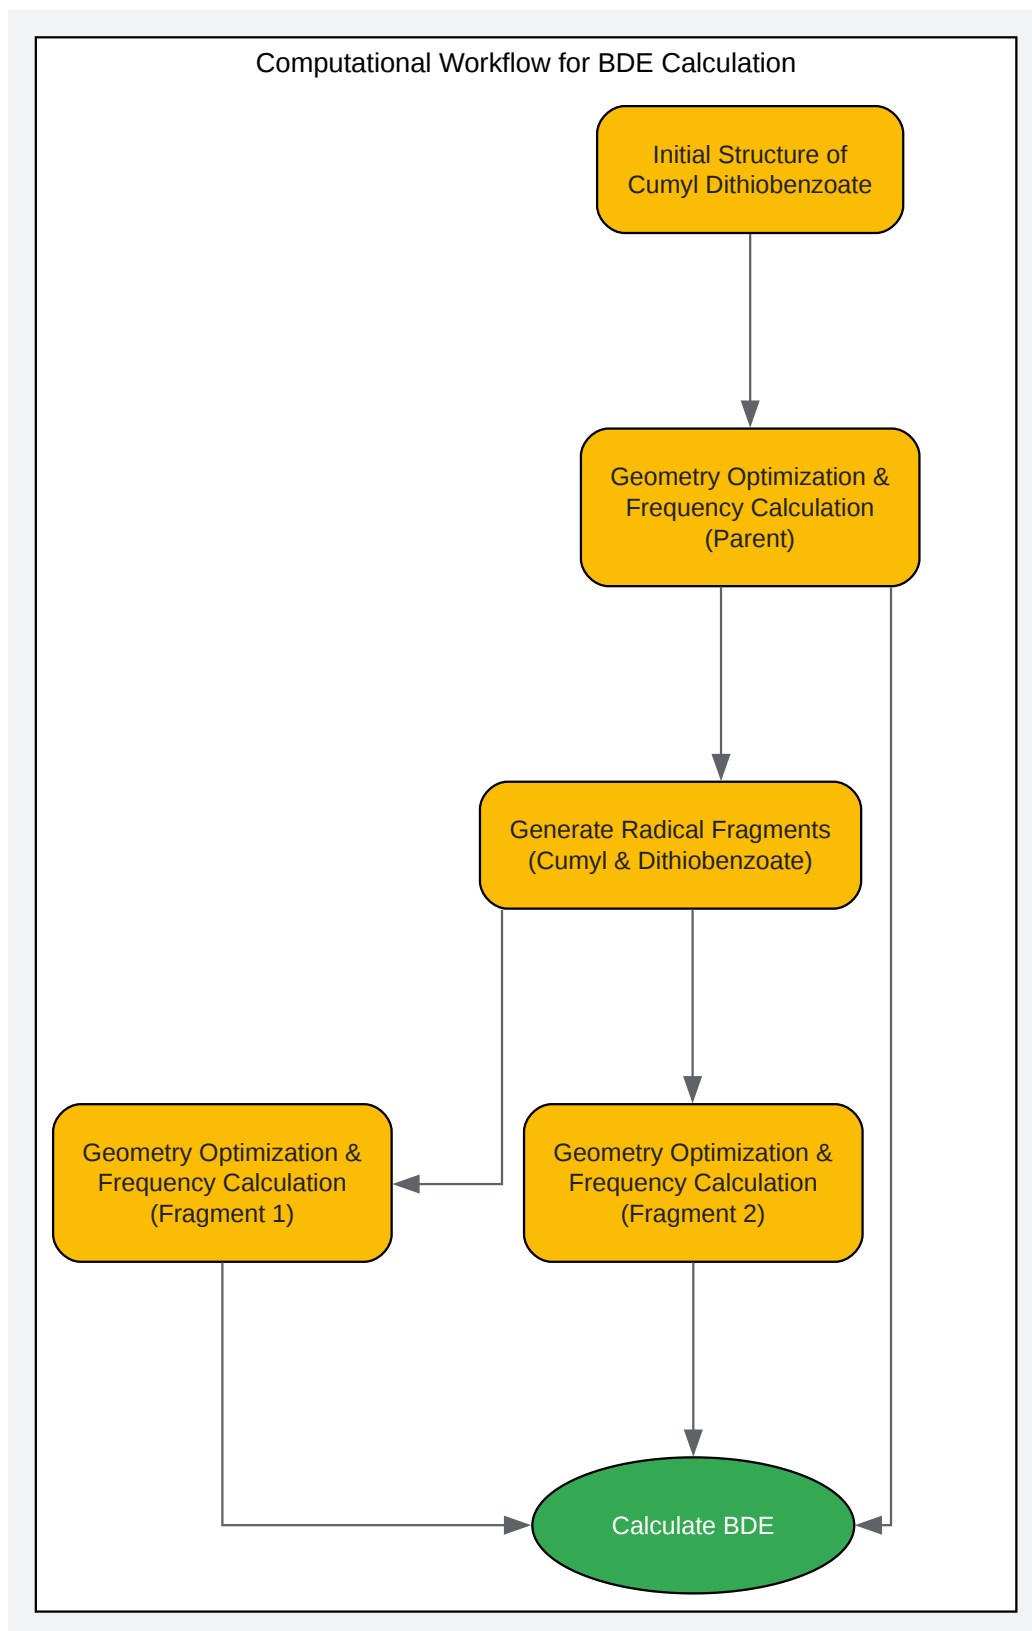 Computational Workflow for BDE Calculation
Initial Structure of
Cumyl Dithiobenzoate
Geometry Optimization &
Frequency Calculation
(Parent)
Generate Radical Fragments
(Cumyl & Dithiobenzoate)
Geometry Optimization &
Frequency Calculation
(Fragment 1)
Geometry Optimization &
Frequency Calculation
(Fragment 2)
Calculate BDE